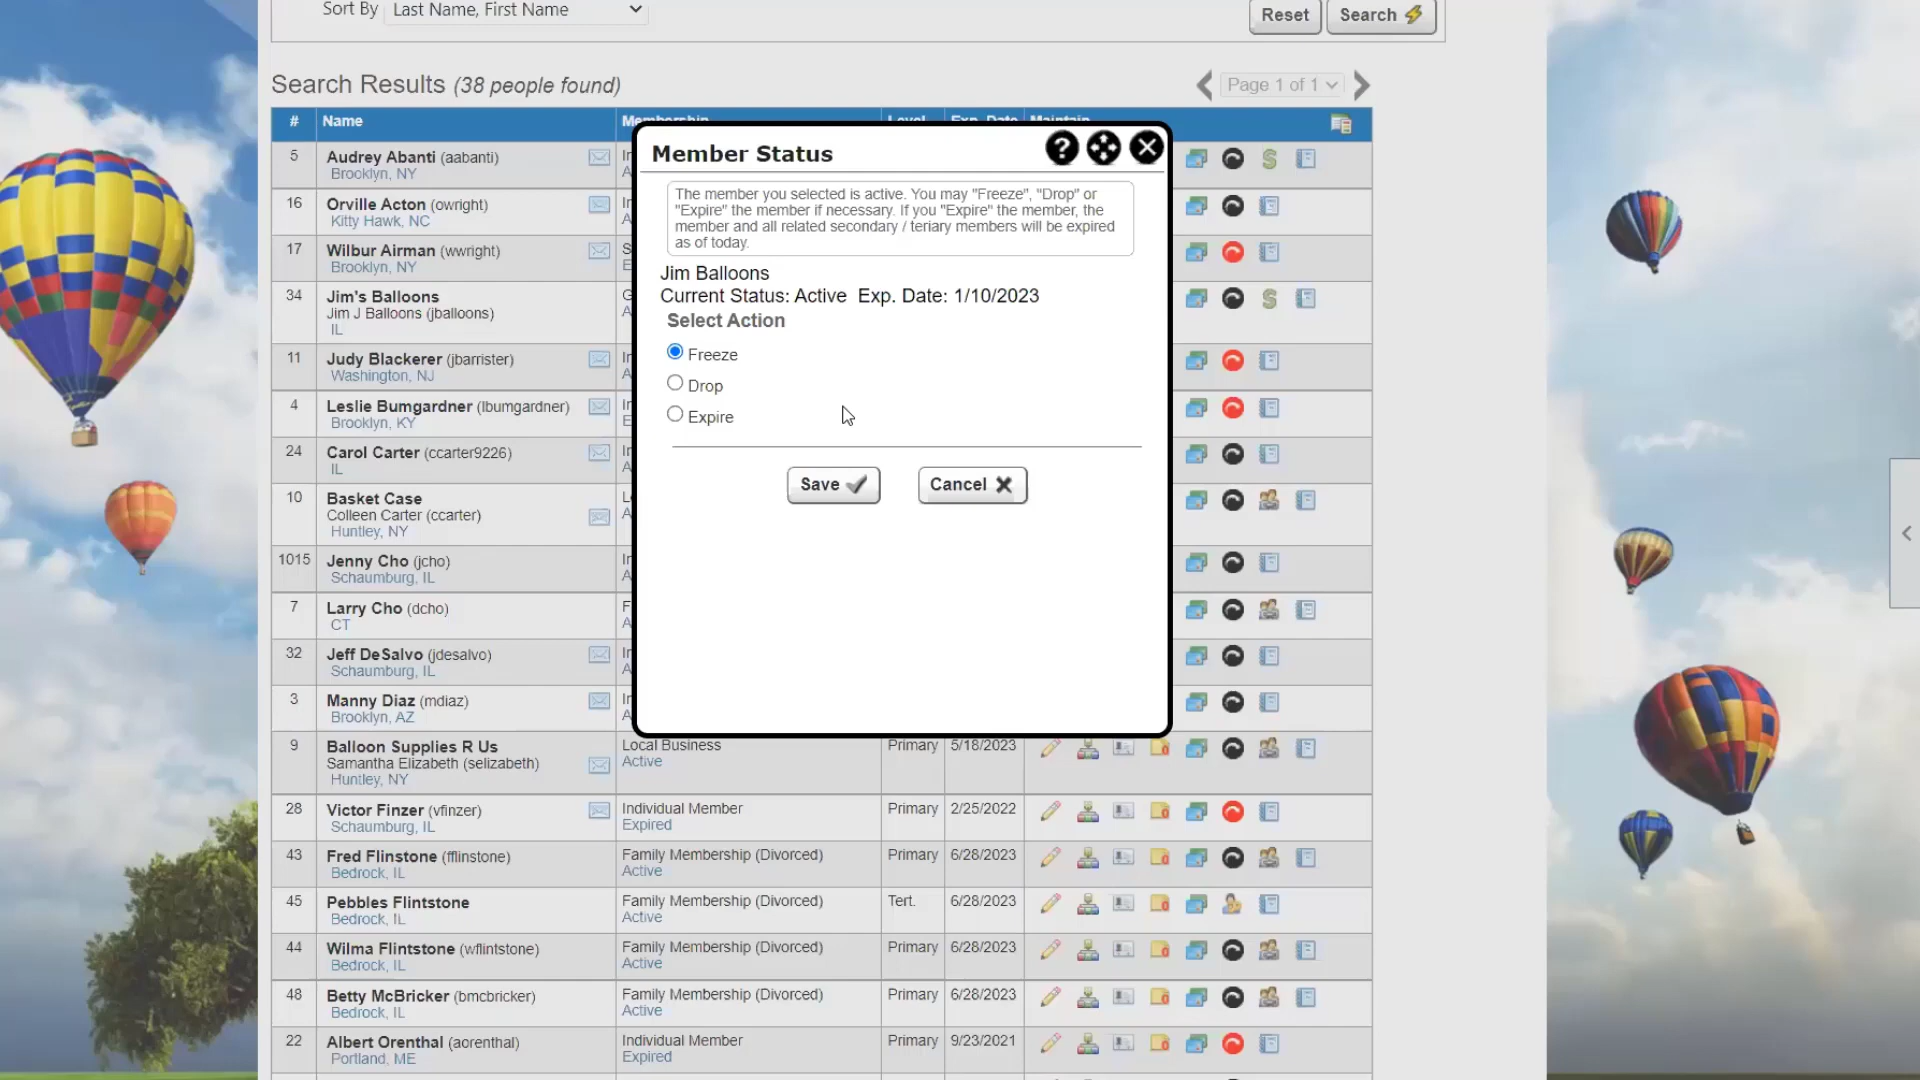 Sort By Last Name, First Name
Reset Search
Search Results (38 people found)
Page 1 of 1
# Name
Member Status
The member you selected is active. You may "Freeze", "Drop" or
"Expire" the member if necessary. If you "Expire" the member, the
member and all related secondary / teriary members will be expired
as of today.
Jim Balloons
Current Status: Active Exp. Date: 1/10/2023
Select Action
Freeze
Drop
Expire
Save Cancel
5 Audrey Abanti (aabanti)
Brooklyn, NY
16 Orville Acton (owright)
Kitty Hawk, NC
17 Wilbur Airman (wwright)
Brooklyn, NY
34 Jim's Balloons
Jim J Balloons (jballoons)
IL
11 Judy Blackerer (jbarrister)
Washington, NJ
4 Leslie Bumgardner (lbumgardner)
Brooklyn, KY
24 Carol Carter (ccarter9226)
IL
10 Basket Case
Colleen Carter (ccarter)
Huntley, NY
1015 Jenny Cho (jcho)
Schaumburg, IL
7 Larry Cho (dcho)
CT
32 Jeff DeSalvo (jdesalvo)
Schaumburg, IL
3 Manny Diaz (mdiaz)
Brooklyn, AZ
9 Balloon Supplies R Us Local Business Primary 5/18/2023
Samantha Elizabeth (selizabeth) Active
Huntley, NY
28 Victor Finzer (vfinzer) Individual Member Primary 2/25/2022
Schaumburg, IL Expired
43 Fred Flinstone (fflinstone) Family Membership (Divorced) Primary 6/28/2023
Bedrock, IL Active
45 Pebbles Flintstone Family Membership (Divorced) Tert. 6/28/2023
Bedrock, IL Active
44 Wilma Flintstone (wflintstone) Family Membership (Divorced) Primary 6/28/2023
Bedrock, IL Active
48 Betty McBricker (bmcbricker) Family Membership (Divorced) Primary 6/28/2023
Bedrock, IL Active
22 Albert Orenthal (aorenthal) Individual Member Primary 9/23/2021
Portland, ME Expired